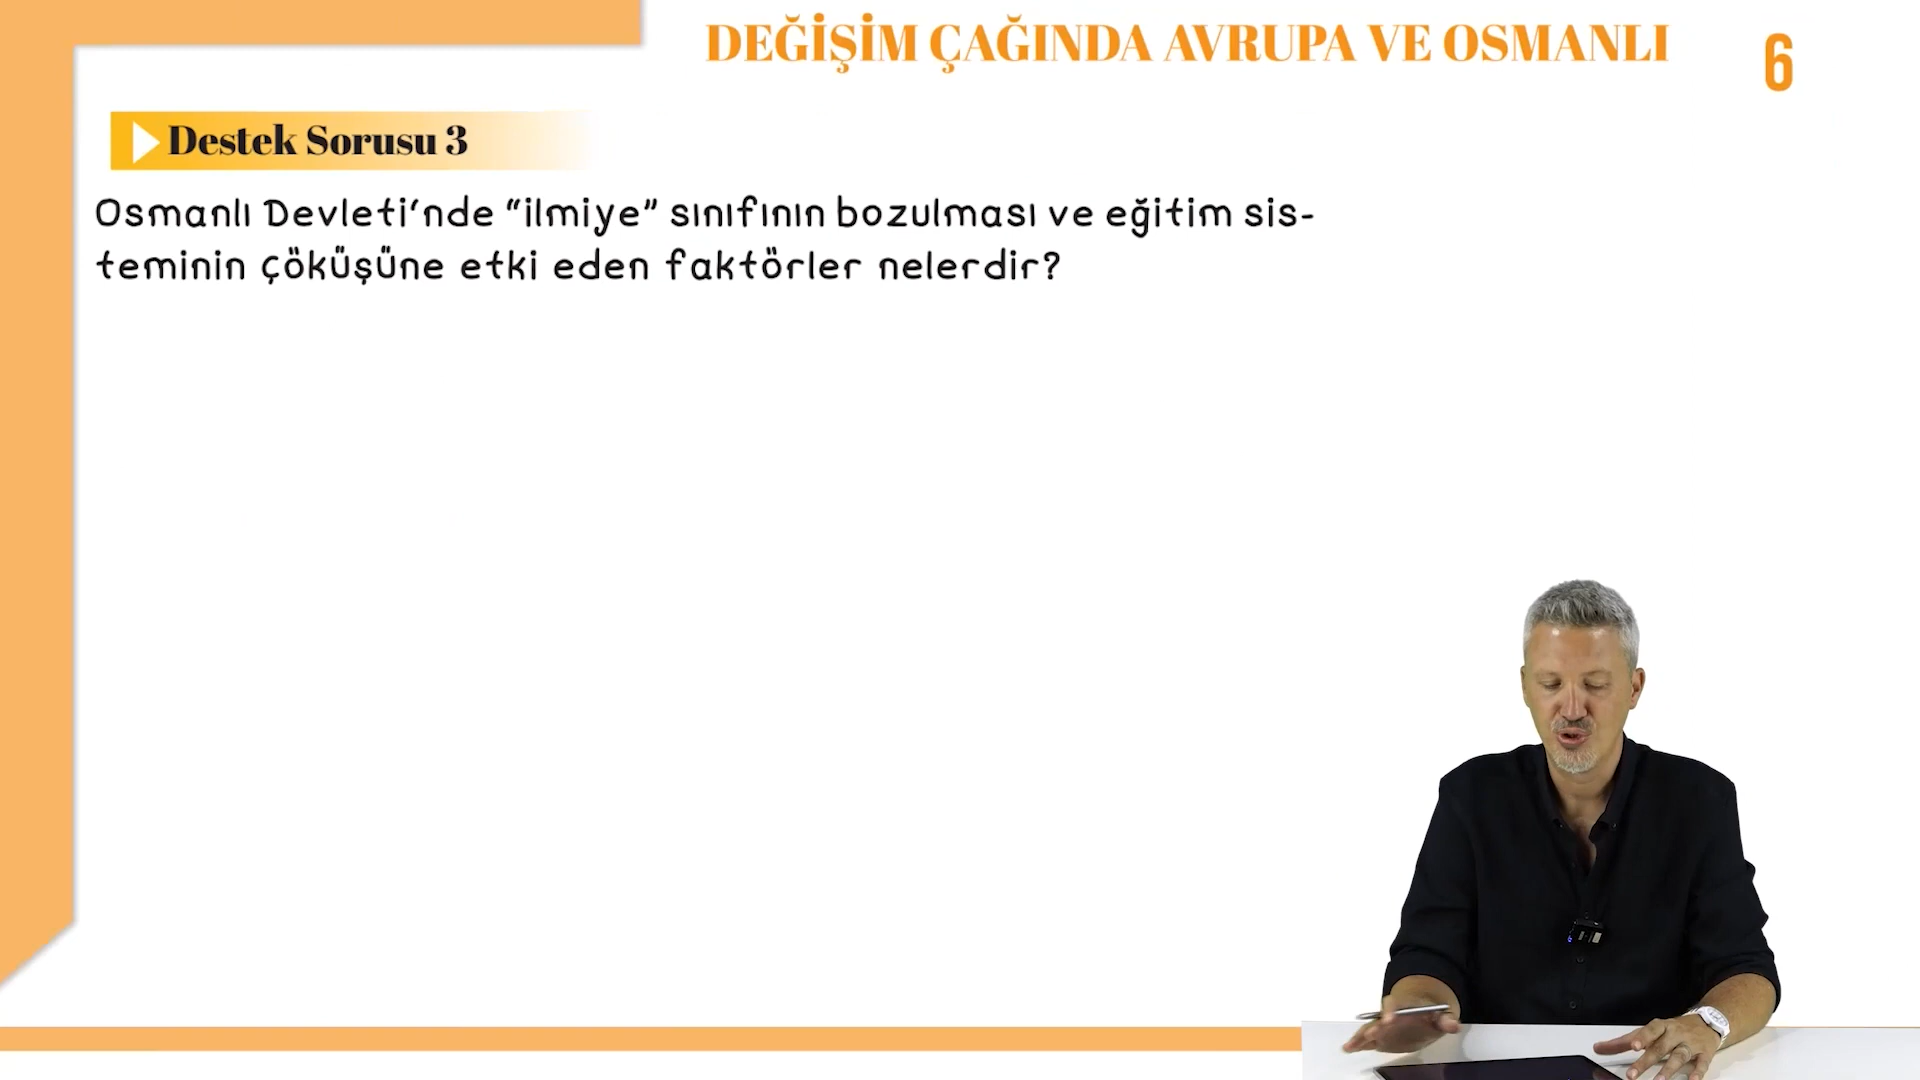 DEĞİŞİM ÇAĞINDA AVRUPA VE OSMANLI
6
Destek Sorusu 3
Osmanlı Devleti'nde “ilmiye” sınıfının bozulması ve eğitim sis-
teminin çöküşüne etki eden faktörler nelerdir?